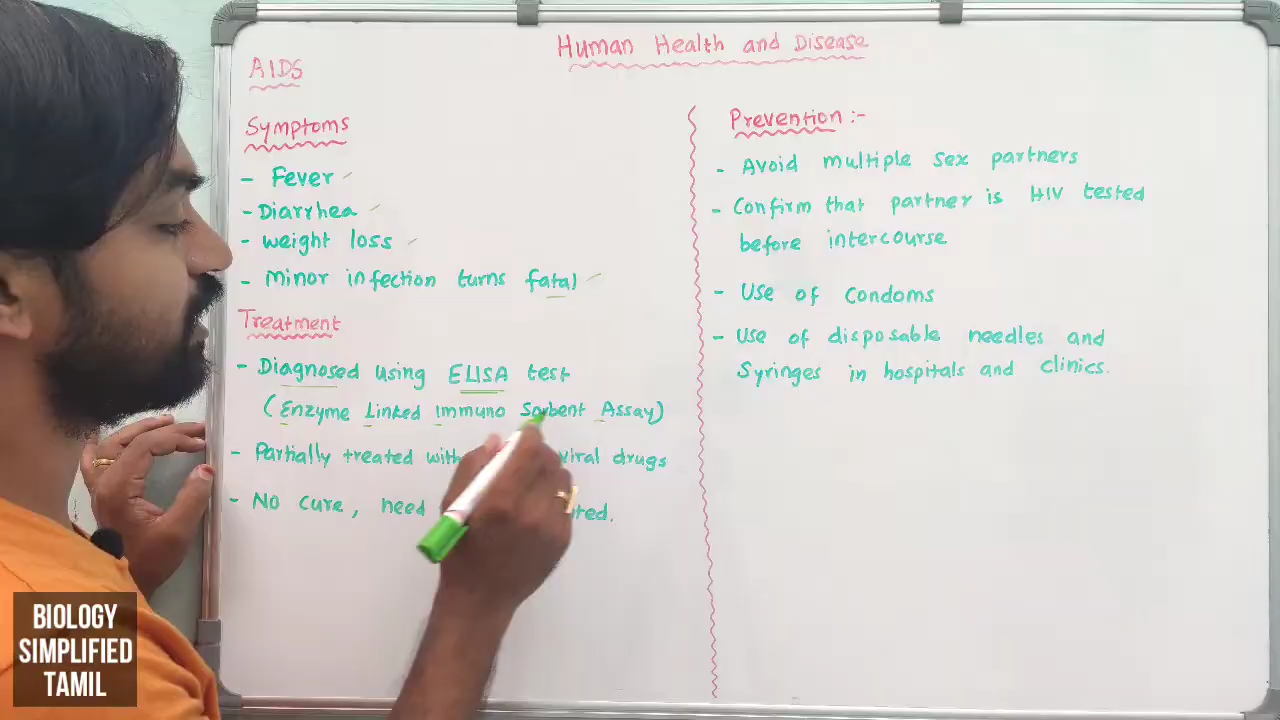 Human Health and Disease
AIDS
Symptoms
- Fever
- Diarrhea
- weight loss
- Minor infection turns fatal
Treatment
- Diagnosed using ELISA test
(Enzyme Linked Immuno Sorbent Assay)
- Partially treated with viral drugs
- No cure, need
Prevention :-
- Avoid multiple sex partners
- Confirm that partner is HIV tested
before intercourse
- Use of Condoms
- Use of disposable needles and
Syringes in hospitals and clinics.
BIOLOGY
SIMPLIFIED
TAMIL